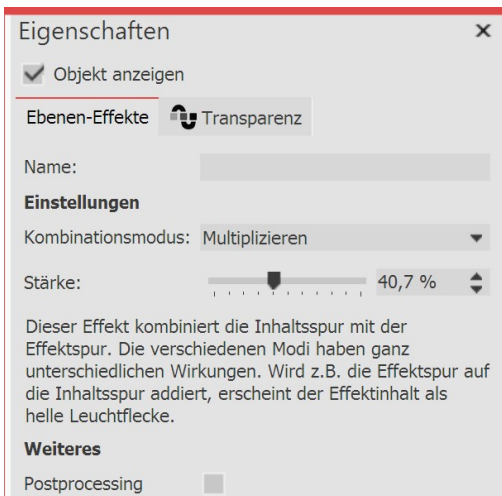 Eigenschaften
Objekt anzeigen
Ebenen-Effekte Transparenz
Name:
Einstellungen
Kombinationsmodus: Multiplizieren
Stärke: 40,7 %
Dieser Effekt kombiniert die Inhaltsspur mit der
Effektspur. Die verschiedenen Modi haben ganz
unterschiedlichen Wirkungen. Wird z.B. die Effektspur auf
die Inhaltsspur addiert, erscheint der Effektinhalt als
helle Leuchtflecke.
Weiteres
Postprocessing